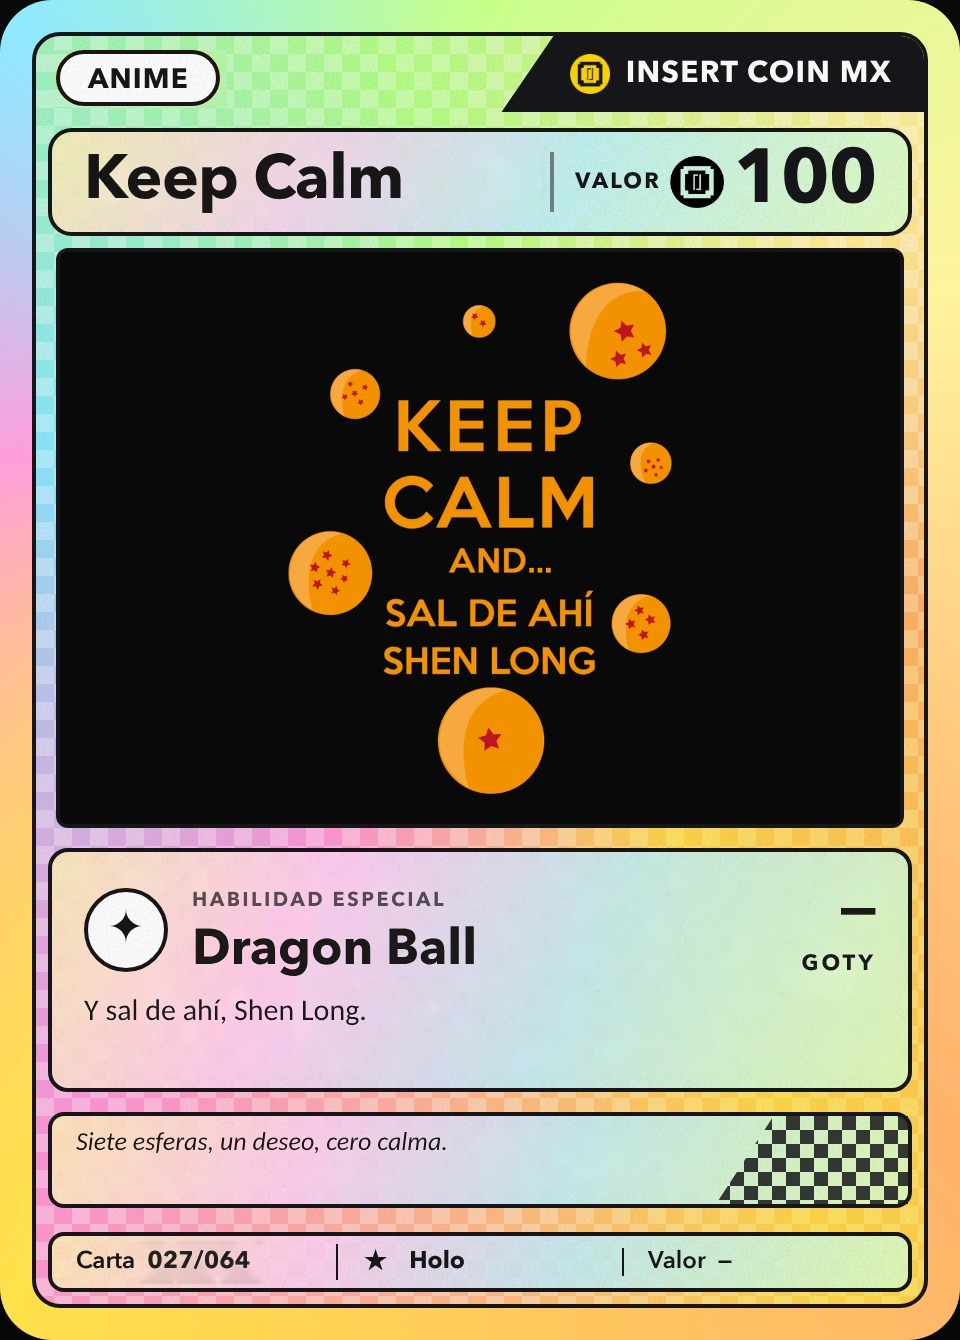 ANIME
INSERT COIN MX
Keep Calm
VALOR 100
KEEP
CALM
AND...
SAL DE AHÍ
SHEN LONG
HABILIDAD ESPECIAL
Dragon Ball
–
GOTY
Y sal de ahí, Shen Long.
Siete esferas, un deseo, cero calma.
Carta 027/064 ★ Holo Valor –